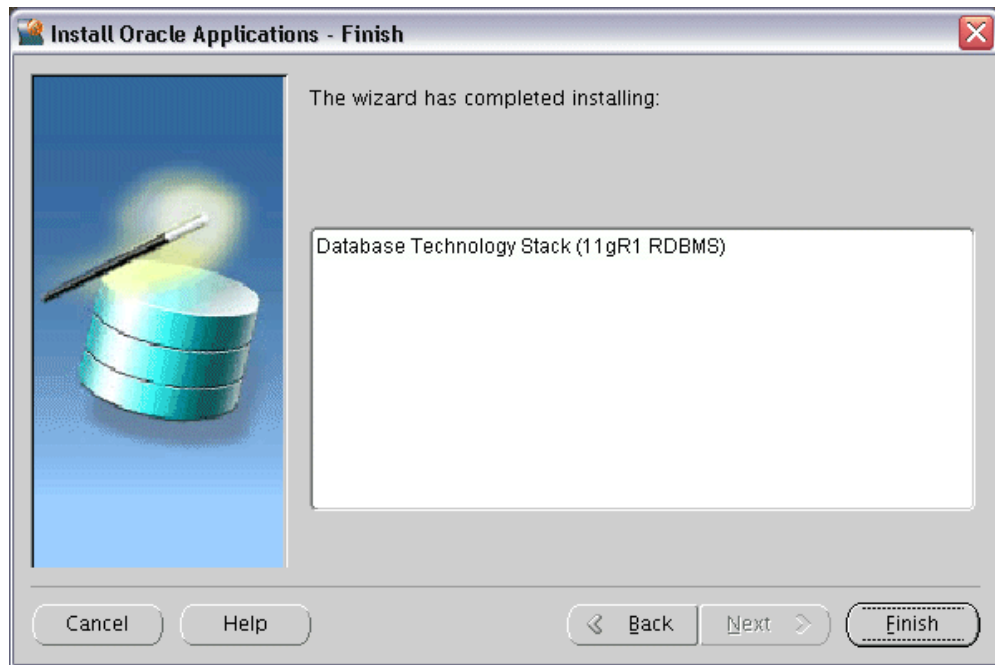 Install Oracle Applications - Finish
The wizard has completed installing:
Database Technology Stack (11gR1 RDBMS)
Cancel
Help
Back
Next
Finish